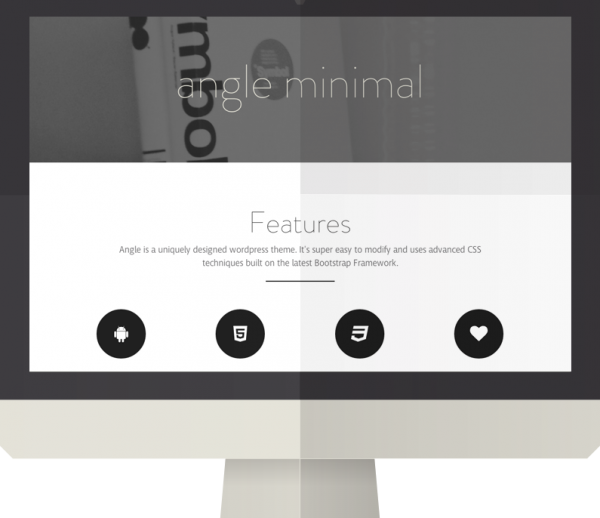 angle minimal
Features
Angle is a uniquely designed wordpress theme. It's super easy to modify and uses advanced CSS
techniques built on the latest Bootstrap Framework.